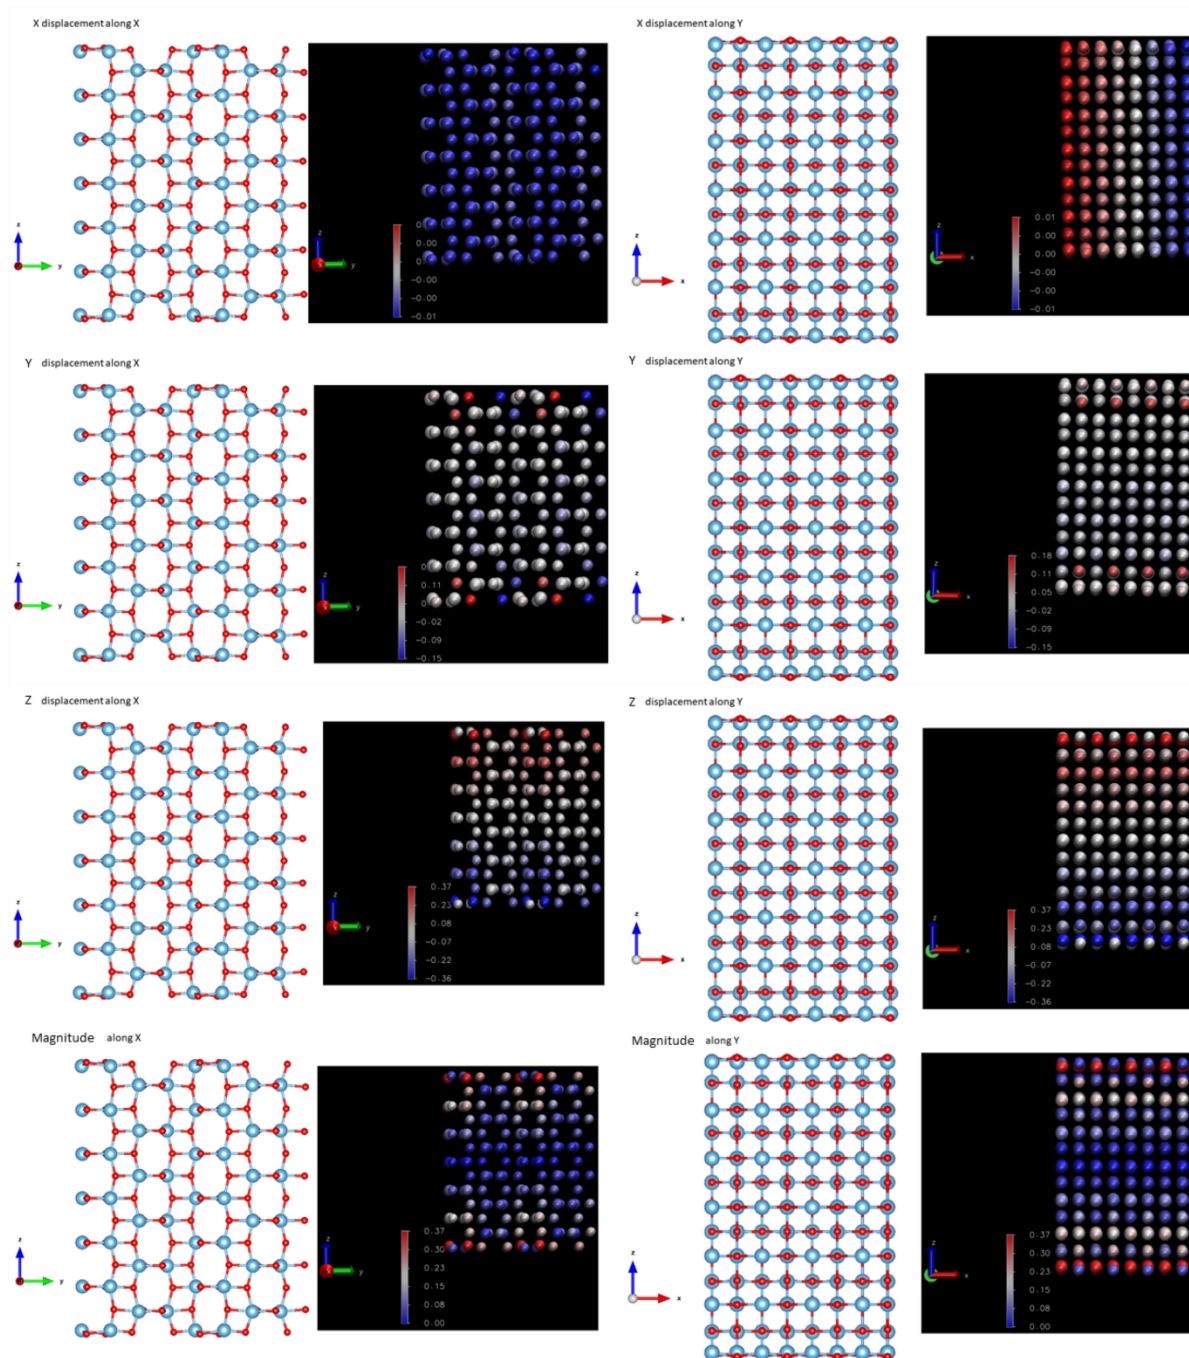 X displacement along X
X displacement along Y
z
y
z
y
0.00
-0.00
-0.00
-0.01
z
x
z
x
0.01
0.00
0.00
-0.00
-0.00
-0.01
Y displacement along X
Y displacement along Y
z
y
z
y
0.11
-0.02
-0.09
-0.15
z
x
z
x
0.18
0.11
0.05
-0.02
-0.09
-0.15
Z displacement along X
Z displacement along Y
z
y
z
y
0.37
0.23
0.08
-0.07
-0.22
-0.36
z
x
z
x
0.37
0.23
0.08
-0.07
-0.22
-0.36
Magnitude along X
Magnitude along Y
z
y
z
y
0.37
0.30
0.23
0.15
0.08
0.00
z
x
z
x
0.37
0.30
0.23
0.15
0.08
0.00